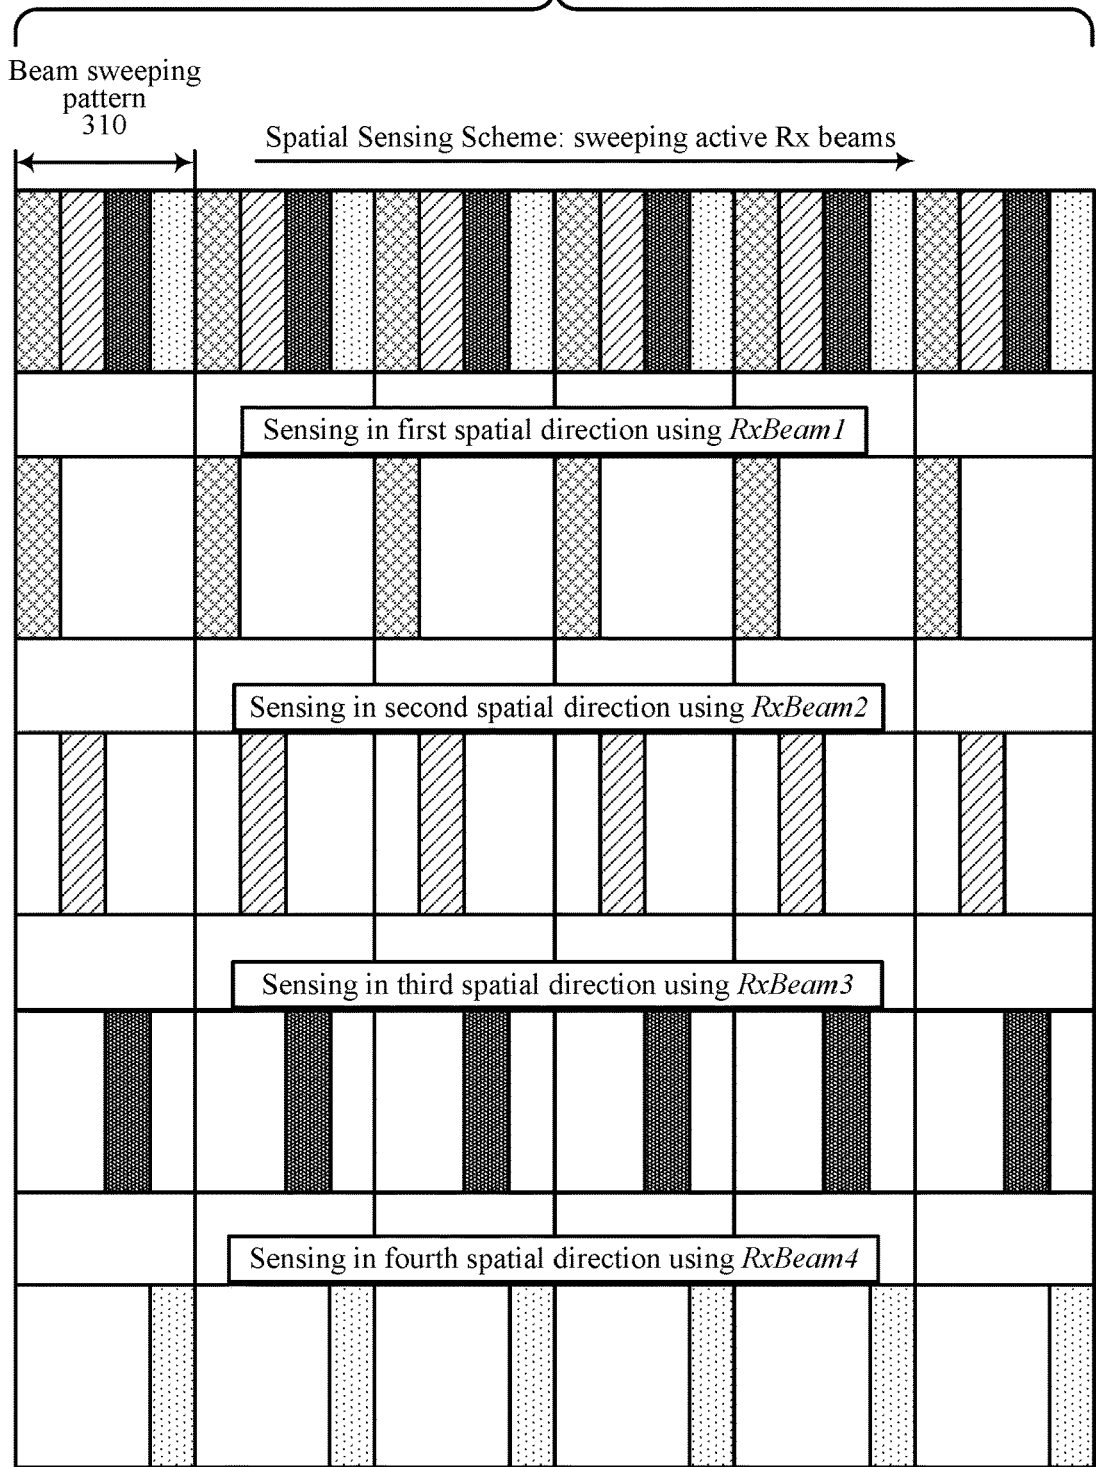 Beam sweeping
pattern
310
Spatial Sensing Scheme: sweeping active Rx beams
Sensing in first spatial direction using RxBeam1
Sensing in second spatial direction using RxBeam2
Sensing in third spatial direction using RxBeam3
Sensing in fourth spatial direction using RxBeam4